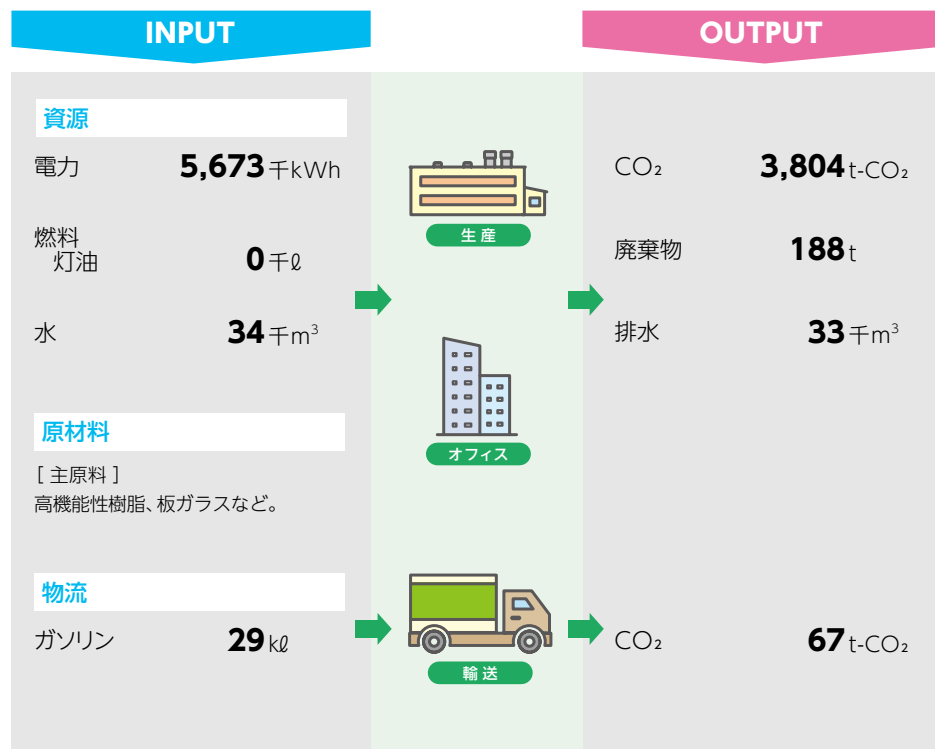 INPUT
OUTPUT
資源
電力 5,673千kWh
燃料
灯油 0千ℓ
水 34千m³
原材料
[ 主原料 ]
高機能性樹脂、板ガラスなど。
物流
ガソリン 29kℓ
生産
オフィス
輸送
CO₂ 3,804t-CO₂
廃棄物 188t
排水 33千m³
CO₂ 67t-CO₂